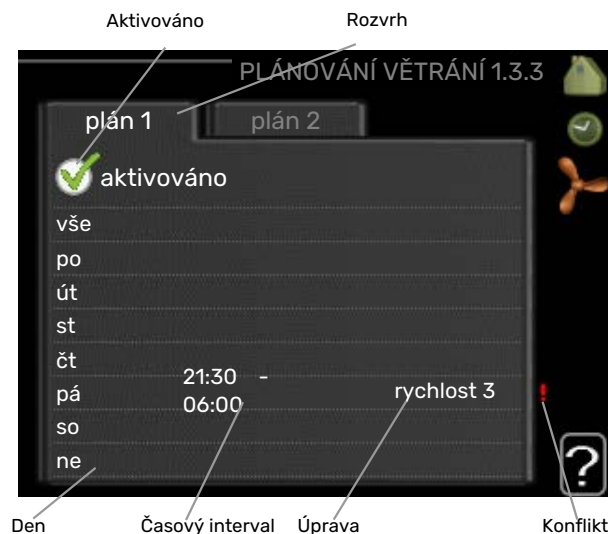 Aktivováno Rozvrh
PLÁNOVÁNÍ VĚTRÁNÍ 1.3.3
plán 1 plán 2
aktivováno
vše
po
út
st
čt
pá 21:30 - 06:00 rychlost 3 !
so
ne
?
Den Časový interval Úprava Konflikt